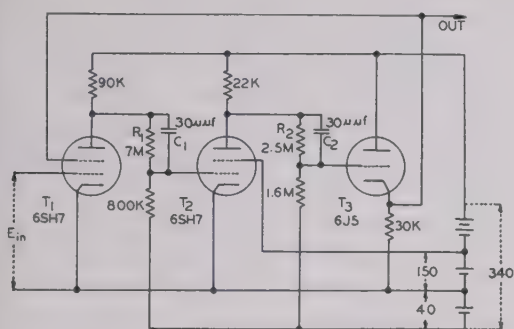 OUT
90K
22K
30μμf
30μμf
R1
7M
C1
R2
2.5M
C2
T1
6SH7
800K
T2
6SH7
1.6M
T3
6J5
30K
Ein
150
340
40